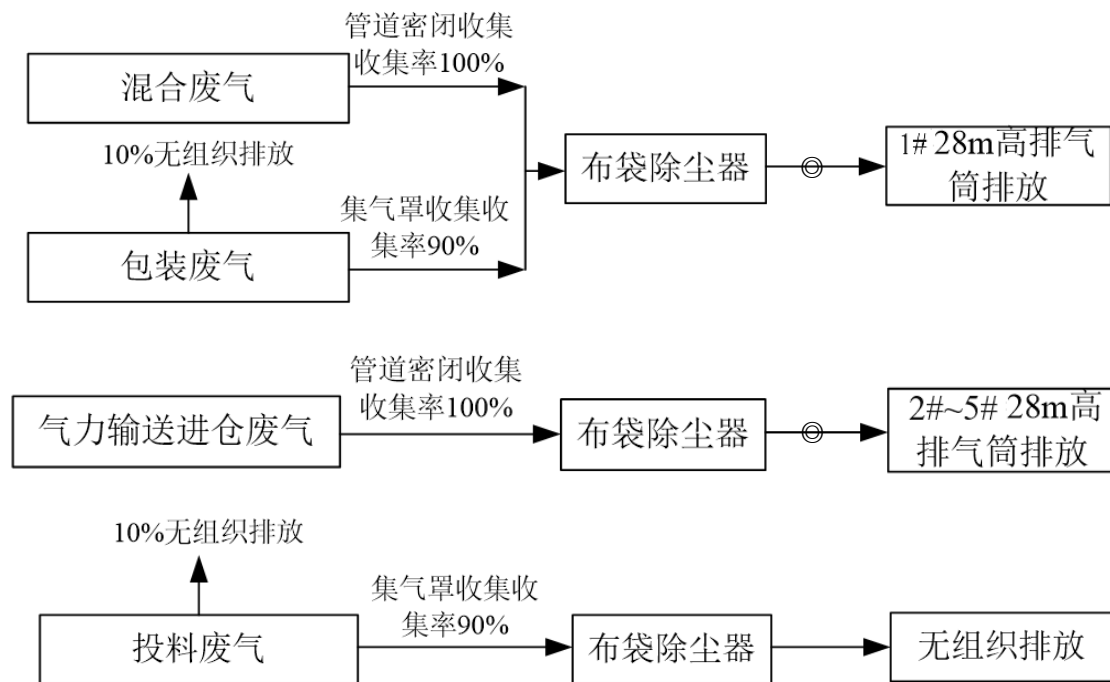 管道密闭收集
收集率100%
混合废气
10%无组织排放
布袋除尘器
1# 28m高排气
筒排放
集气罩收集收
集率90%
包装废气
管道密闭收集
收集率100%
气力输送进仓废气
布袋除尘器
2#~5# 28m高
排气筒排放
10%无组织排放
集气罩收集收
集率90%
投料废气
布袋除尘器
无组织排放